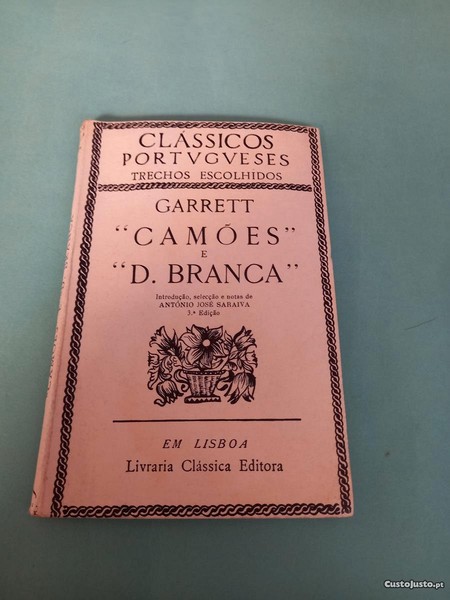 CLÁSSICOS
PORTVGVESES
TRECHOS ESCOLHIDOS
GARRETT
"CAMÕES"
E
"D. BRANCA"
Introdução, selecção e notas de
ANTÓNIO JOSÉ SARAIVA
3.ª Edição
EM LISBOA
Livraria Clássica Editora
CustoJusto.pt